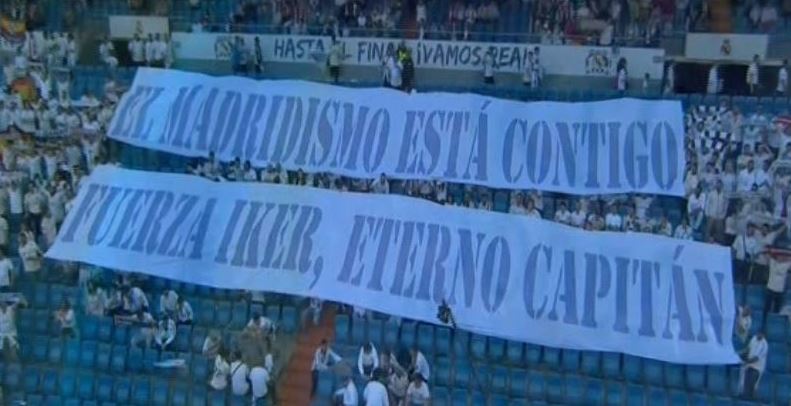 HASTA EL FINAL ¡VAMOS REAL!
EL MADRIDISMO ESTÁ CONTIGO
FUERZA IKER, ETERNO CAPITÁN